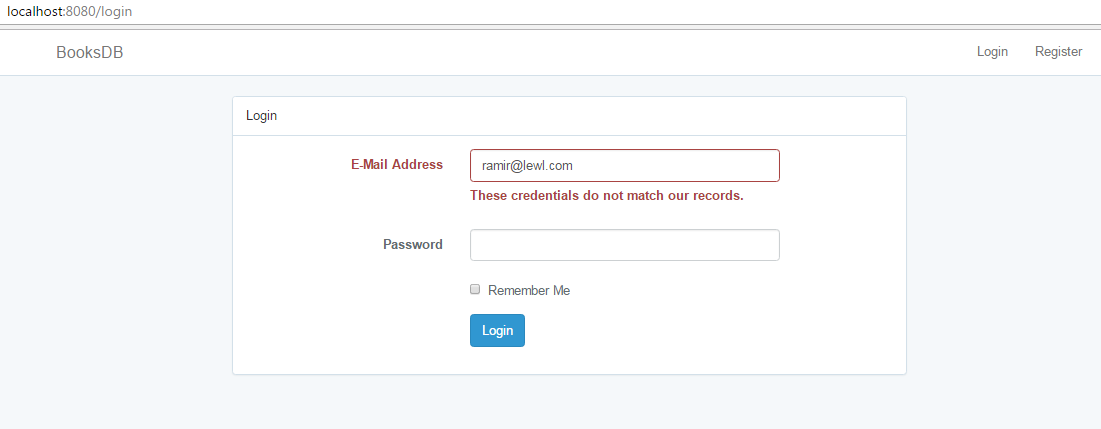 localhost:8080/login
BooksDB Login Register
Login
E-Mail Address ramir@lewl.com
These credentials do not match our records.
Password
Remember Me
Login